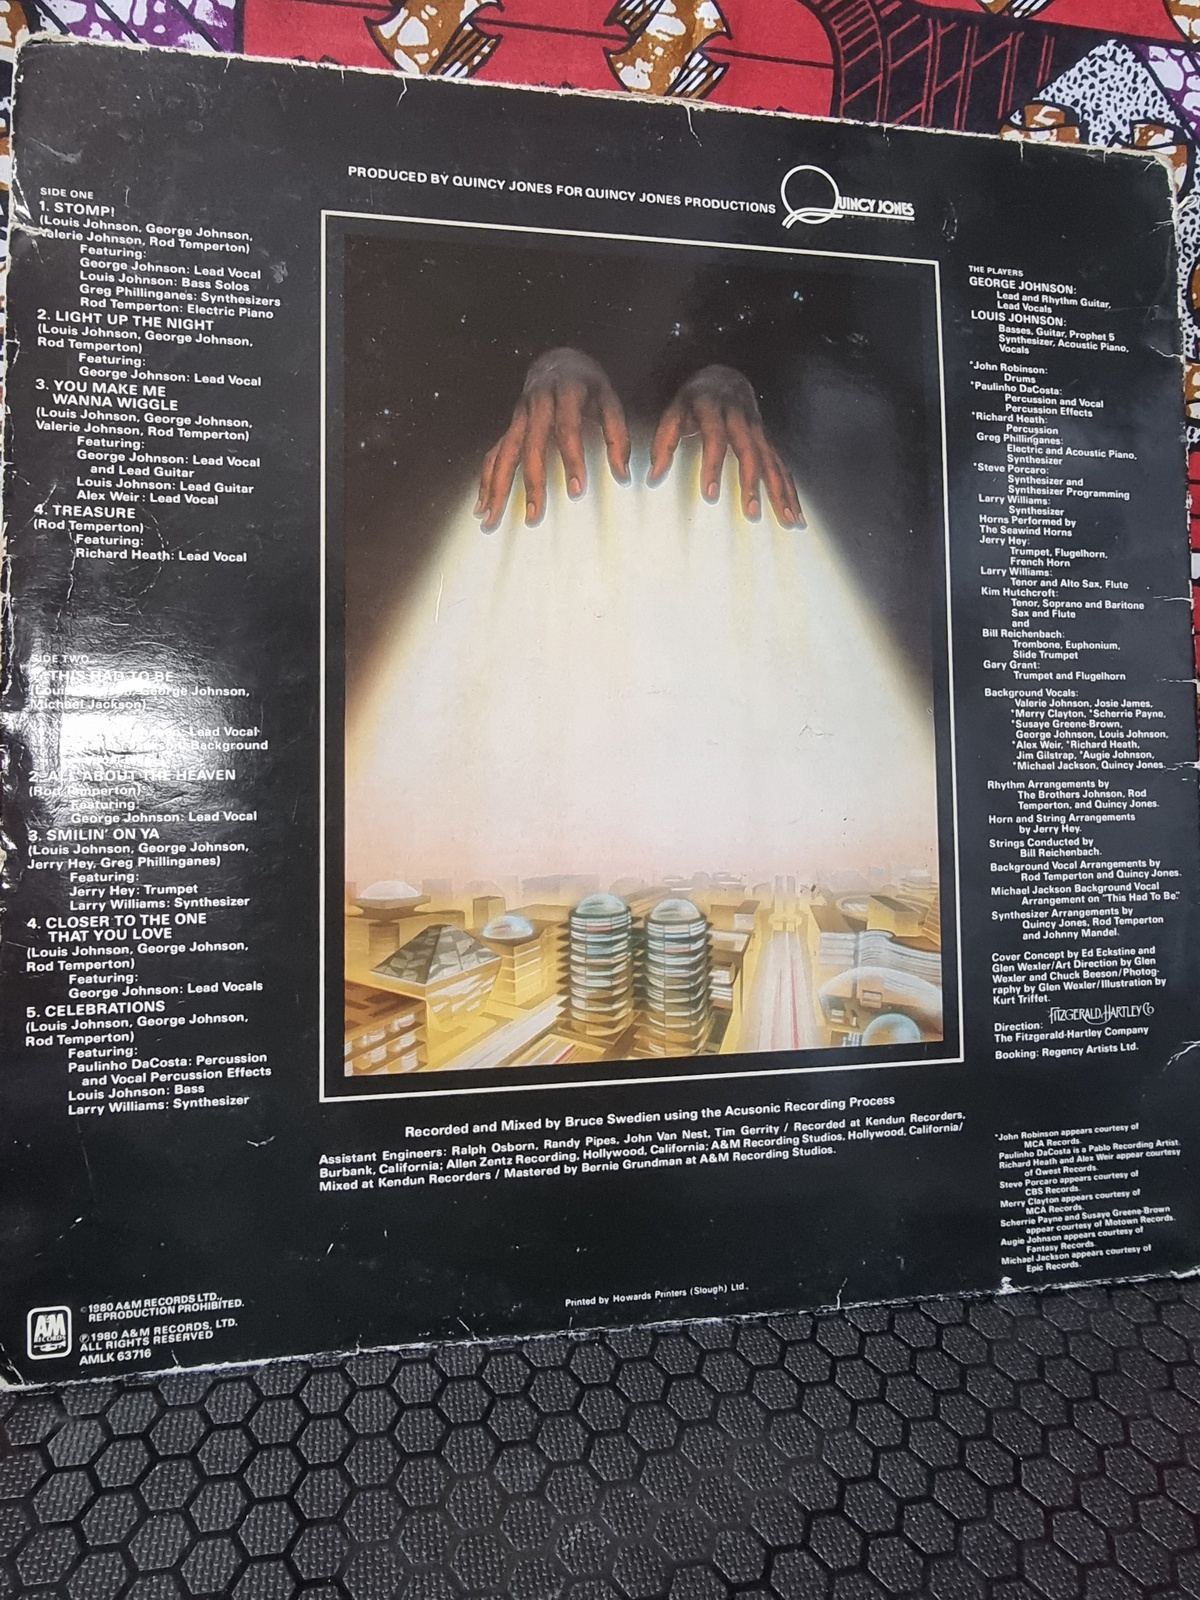 PRODUCED BY QUINCY JONES FOR QUINCY JONES PRODUCTIONS
QUINCY JONES
SIDE ONE
1. STOMP!
(Louis Johnson, George Johnson,
Valerie Johnson, Rod Temperton)
Featuring:
George Johnson: Lead Vocal
Louis Johnson: Bass Solos
Greg Phillinganes: Synthesizers
Rod Temperton: Electric Piano
2. LIGHT UP THE NIGHT
(Louis Johnson, George Johnson,
Rod Temperton)
Featuring:
George Johnson: Lead Vocal
3. YOU MAKE ME
WANNA WIGGLE
(Louis Johnson, George Johnson,
Valerie Johnson, Rod Temperton)
Featuring:
George Johnson: Lead Vocal
and Lead Guitar
Louis Johnson: Lead Guitar
Alex Weir: Lead Vocal
4. TREASURE
(Rod Temperton)
Featuring:
Richard Heath: Lead Vocal
SIDE TWO
THIS HAD TO BE
George Johnson,
Michael Jackson)
Lead Vocal
Background
2. ALL ABOUT THE HEAVEN
(Rod Temperton)
Featuring:
George Johnson: Lead Vocal
3. SMILIN' ON YA
(Louis Johnson, George Johnson,
Jerry Hey, Greg Phillinganes)
Featuring:
Jerry Hey: Trumpet
Larry Williams: Synthesizer
4. CLOSER TO THE ONE
THAT YOU LOVE
(Louis Johnson, George Johnson,
Rod Temperton)
Featuring:
George Johnson: Lead Vocals
5. CELEBRATIONS
(Louis Johnson, George Johnson,
Rod Temperton)
Featuring:
Paulinho DaCosta: Percussion
and Vocal Percussion Effects
Louis Johnson: Bass
Larry Williams: Synthesizer
THE PLAYERS
GEORGE JOHNSON:
Lead and Rhythm Guitar,
Lead Vocals
LOUIS JOHNSON:
Basses, Guitar, Prophet 5
Synthesizer, Acoustic Piano,
Vocals
*John Robinson:
Drums
*Paulinho DaCosta:
Percussion and Vocal
Percussion Effects
*Richard Heath:
Percussion
Greg Phillinganes:
Electric and Acoustic Piano,
Synthesizer
*Steve Porcaro:
Synthesizer and
Synthesizer Programming
Larry Williams:
Synthesizer
Horns Performed by
The Seawind Horns
Jerry Hey:
Trumpet, Flugelhorn,
French Horn
Larry Williams:
Tenor and Alto Sax, Flute
Kim Hutchcroft:
Tenor, Soprano and Baritone
Sax and Flute
and
Bill Reichenbach:
Trombone, Euphonium,
Slide Trumpet
Gary Grant:
Trumpet and Flugelhorn
Background Vocals:
Valerie Johnson, Josie James,
*Merry Clayton, *Scherrie Payne,
*Susaye Greene-Brown,
George Johnson, Louis Johnson,
*Alex Weir, *Richard Heath,
Jim Gilstrap, *Augie Johnson,
*Michael Jackson, Quincy Jones.
Rhythm Arrangements by
The Brothers Johnson, Rod
Temperton, and Quincy Jones.
Horn and String Arrangements
by Jerry Hey.
Strings Conducted by
Bill Reichenbach.
Background Vocal Arrangements by
Rod Temperton and Quincy Jones.
Michael Jackson Background Vocal
Arrangement on "This Had To Be."
Synthesizer Arrangements by
Quincy Jones, Rod Temperton
and Johnny Mandel.
Cover Concept by Ed Eckstine and
Glen Wexler/Art Direction by Glen
Wexler and Chuck Beeson/Photog-
raphy by Glen Wexler/Illustration by
Kurt Triffet.
FITZGERALD HARTLEY CO
Direction:
The Fitzgerald-Hartley Company
Booking: Regency Artists Ltd.
Recorded and Mixed by Bruce Swedien using the Acusonic Recording Process
Assistant Engineers: Ralph Osborn, Randy Pipes, John Van Nest, Tim Gerrity / Recorded at Kendun Recorders,
Burbank, California; Allen Zentz Recording, Hollywood, California; A&M Recording Studios, Hollywood, California/
Mixed at Kendun Recorders / Mastered by Bernie Grundman at A&M Recording Studios.
*John Robinson appears courtesy of
MCA Records.
Paulinho DaCosta is a Pablo Recording Artist.
Richard Heath and Alex Weir appear courtesy
of Qwest Records.
Steve Porcaro appears courtesy of
CBS Records.
Merry Clayton appears courtesy of
MCA Records.
Scherrie Payne and Susaye Greene-Brown
appear courtesy of Motown Records.
Augie Johnson appears courtesy of
Fantasy Records.
Michael Jackson appears courtesy of
Epic Records.
Printed by Howards Printers (Slough) Ltd.
A&M
RECORDS
©1980 A&M RECORDS LTD.,
REPRODUCTION PROHIBITED.
℗1980 A&M RECORDS, LTD.
ALL RIGHTS RESERVED
AMLK 63716